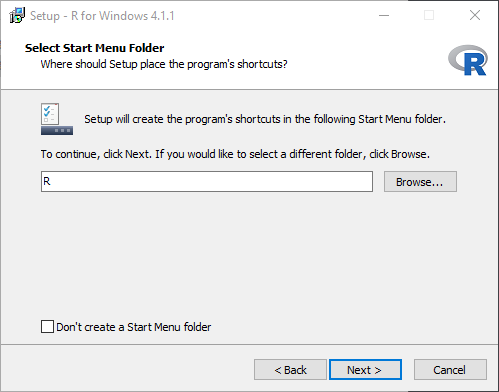 Setup - R for Windows 4.1.1
Select Start Menu Folder
Where should Setup place the program's shortcuts?
R
Setup will create the program's shortcuts in the following Start Menu folder.
To continue, click Next. If you would like to select a different folder, click Browse.
R
Browse...
Don't create a Start Menu folder
< Back
Next >
Cancel